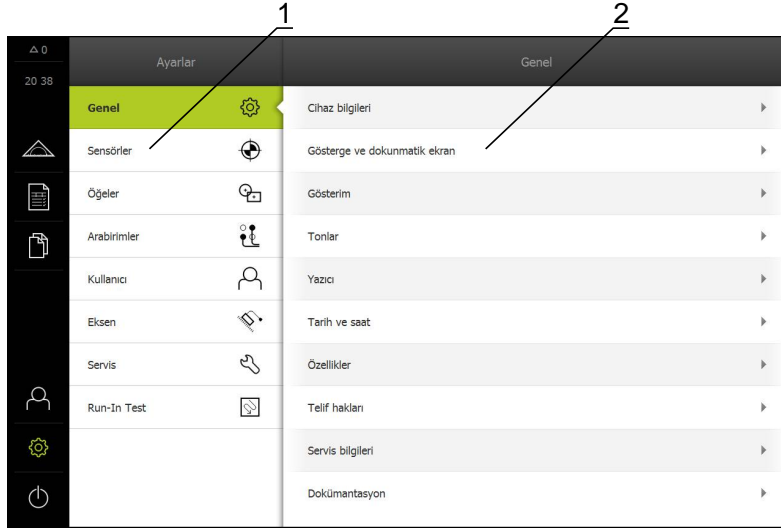 1
2
△ 0
Ayarlar
Genel
20 38
Genel
Cihaz bilgileri
Sensörler
Gösterge ve dokunmatik ekran
Öğeler
Gösterim
Arabirimler
Tonlar
Kullanıcı
Yazıcı
Eksen
Tarih ve saat
Servis
Özellikler
Run-In Test
Telif hakları
Servis bilgileri
Dokümantasyon